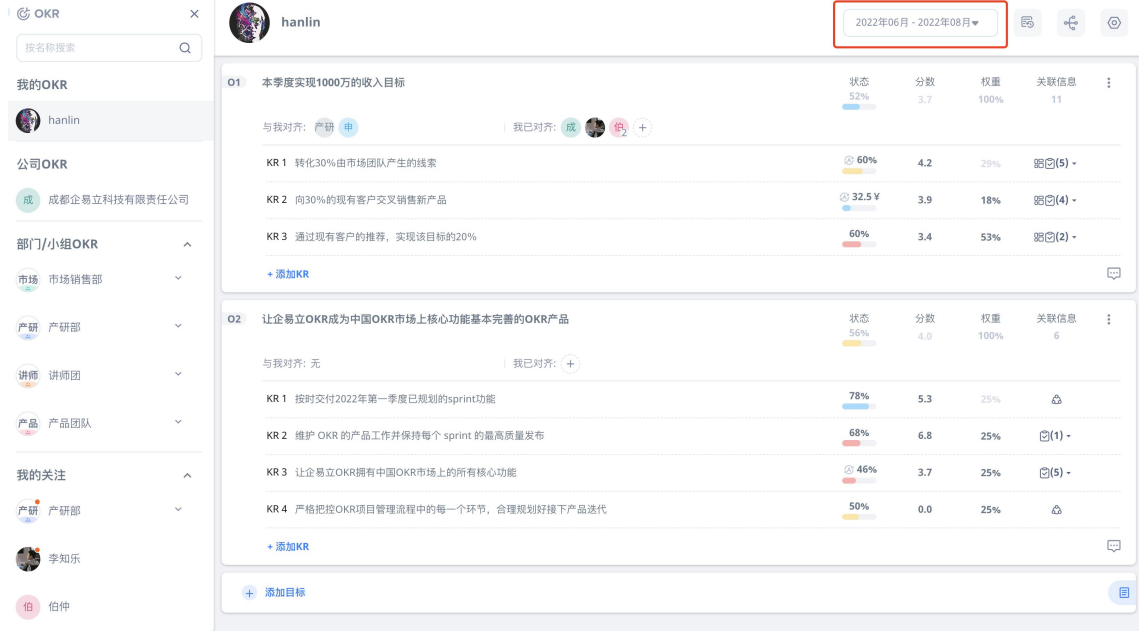 OKR
按名称搜索
我的OKR
hanlin
公司OKR
成 成都企易立科技有限责任公司
部门/小组OKR
市场 市场销售部
产研 产研部
讲师 讲师团
产品 产品团队
我的关注
产研 产研部
李知乐
伯 伯仲
hanlin
2022年06月 - 2022年08月
O1 本季度实现1000万的收入目标 状态 52% 分数 3.7 权重 100% 关联信息 11
与我对齐: 产研 申 我已对齐: 成 伯 2 +
KR 1 转化30%由市场团队产生的线索 60% 4.2 29% (5)
KR 2 向30%的现有客户交叉销售新产品 32.5 ¥ 3.9 18% (4)
KR 3 通过现有客户的推荐，实现该目标的20% 60% 3.4 53% (2)
+ 添加KR
O2 让企易立OKR成为中国OKR市场上核心功能基本完善的OKR产品 状态 56% 分数 4.0 权重 100% 关联信息 6
与我对齐: 无 我已对齐: +
KR 1 按时交付2022年第一季度已规划的sprint功能 78% 5.3 25%
KR 2 维护 OKR 的产品工作并保持每个 sprint 的最高质量发布 68% 6.8 25% (1)
KR 3 让企易立OKR拥有中国OKR市场上的所有核心功能 46% 3.7 25% (5)
KR 4 严格把控OKR项目管理流程中的每一个环节，合理规划好接下产品迭代 50% 0.0 25%
+ 添加KR
+ 添加目标